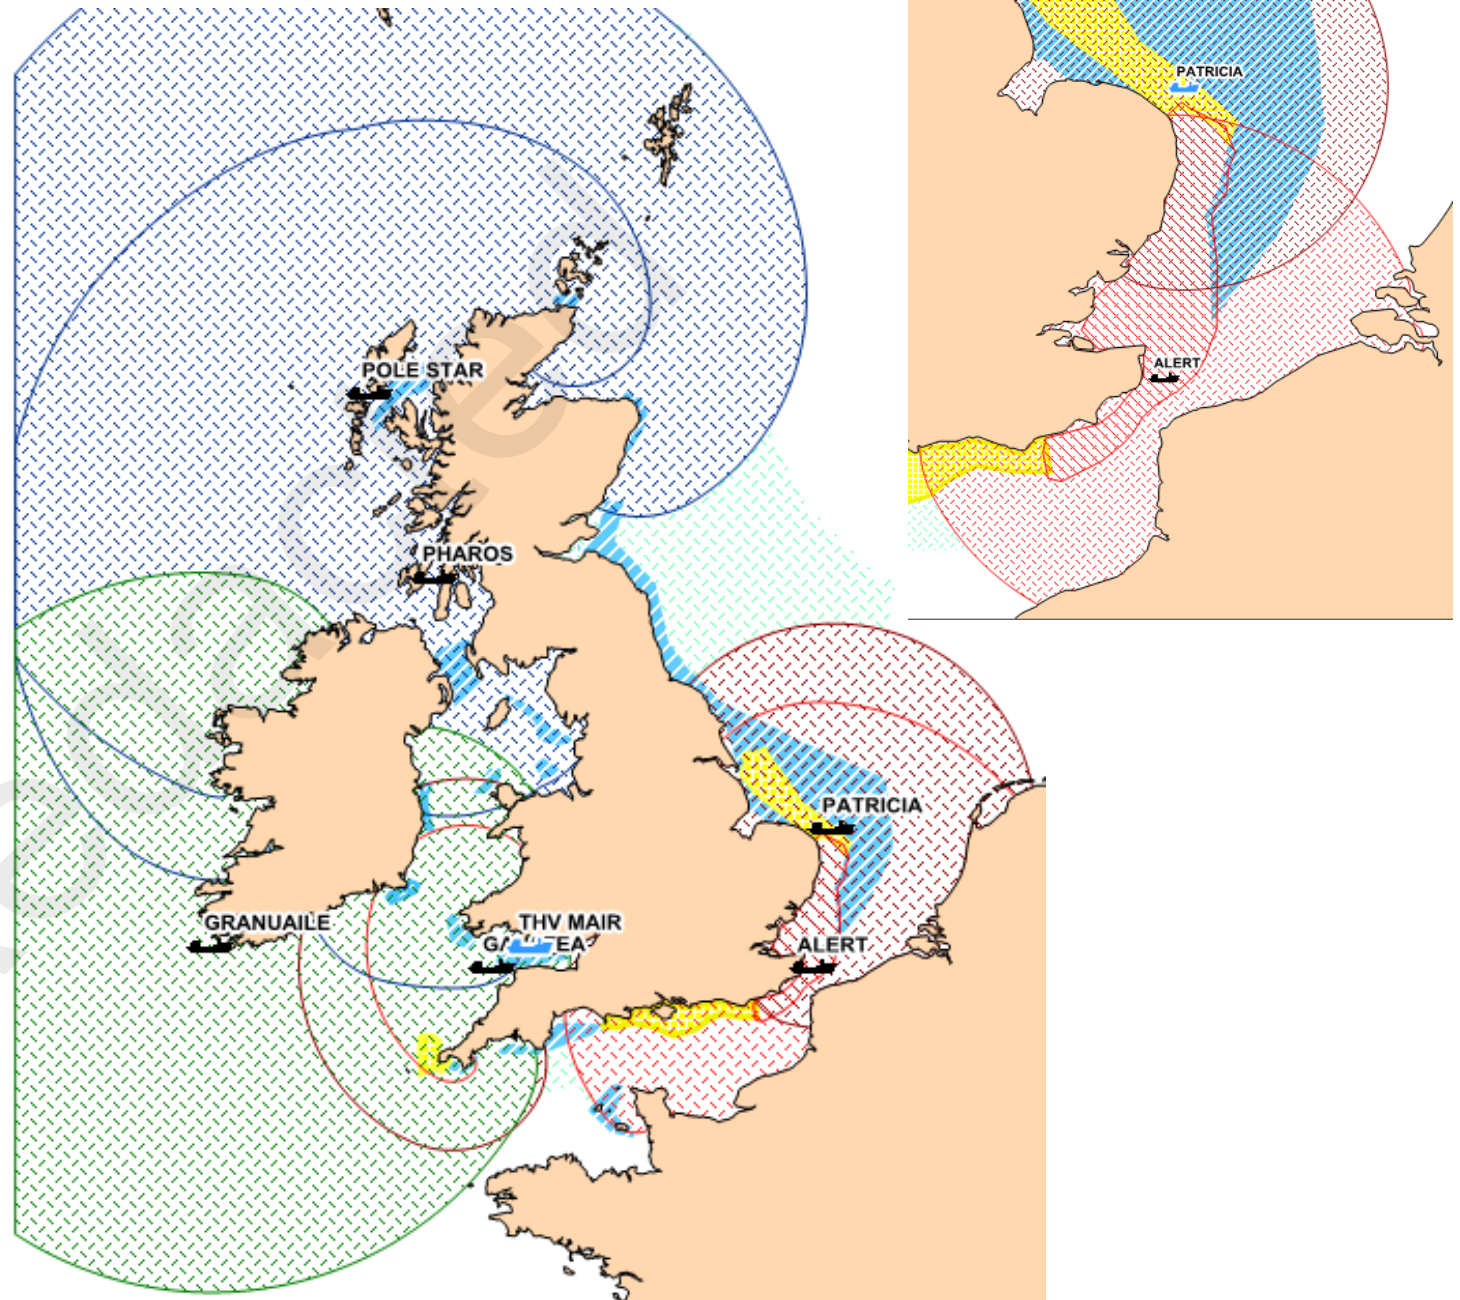 PATRICIA
ALERT
POLE STAR
PHAROS
PATRICIA
GRANUAILE
THV MAIR
ALERT